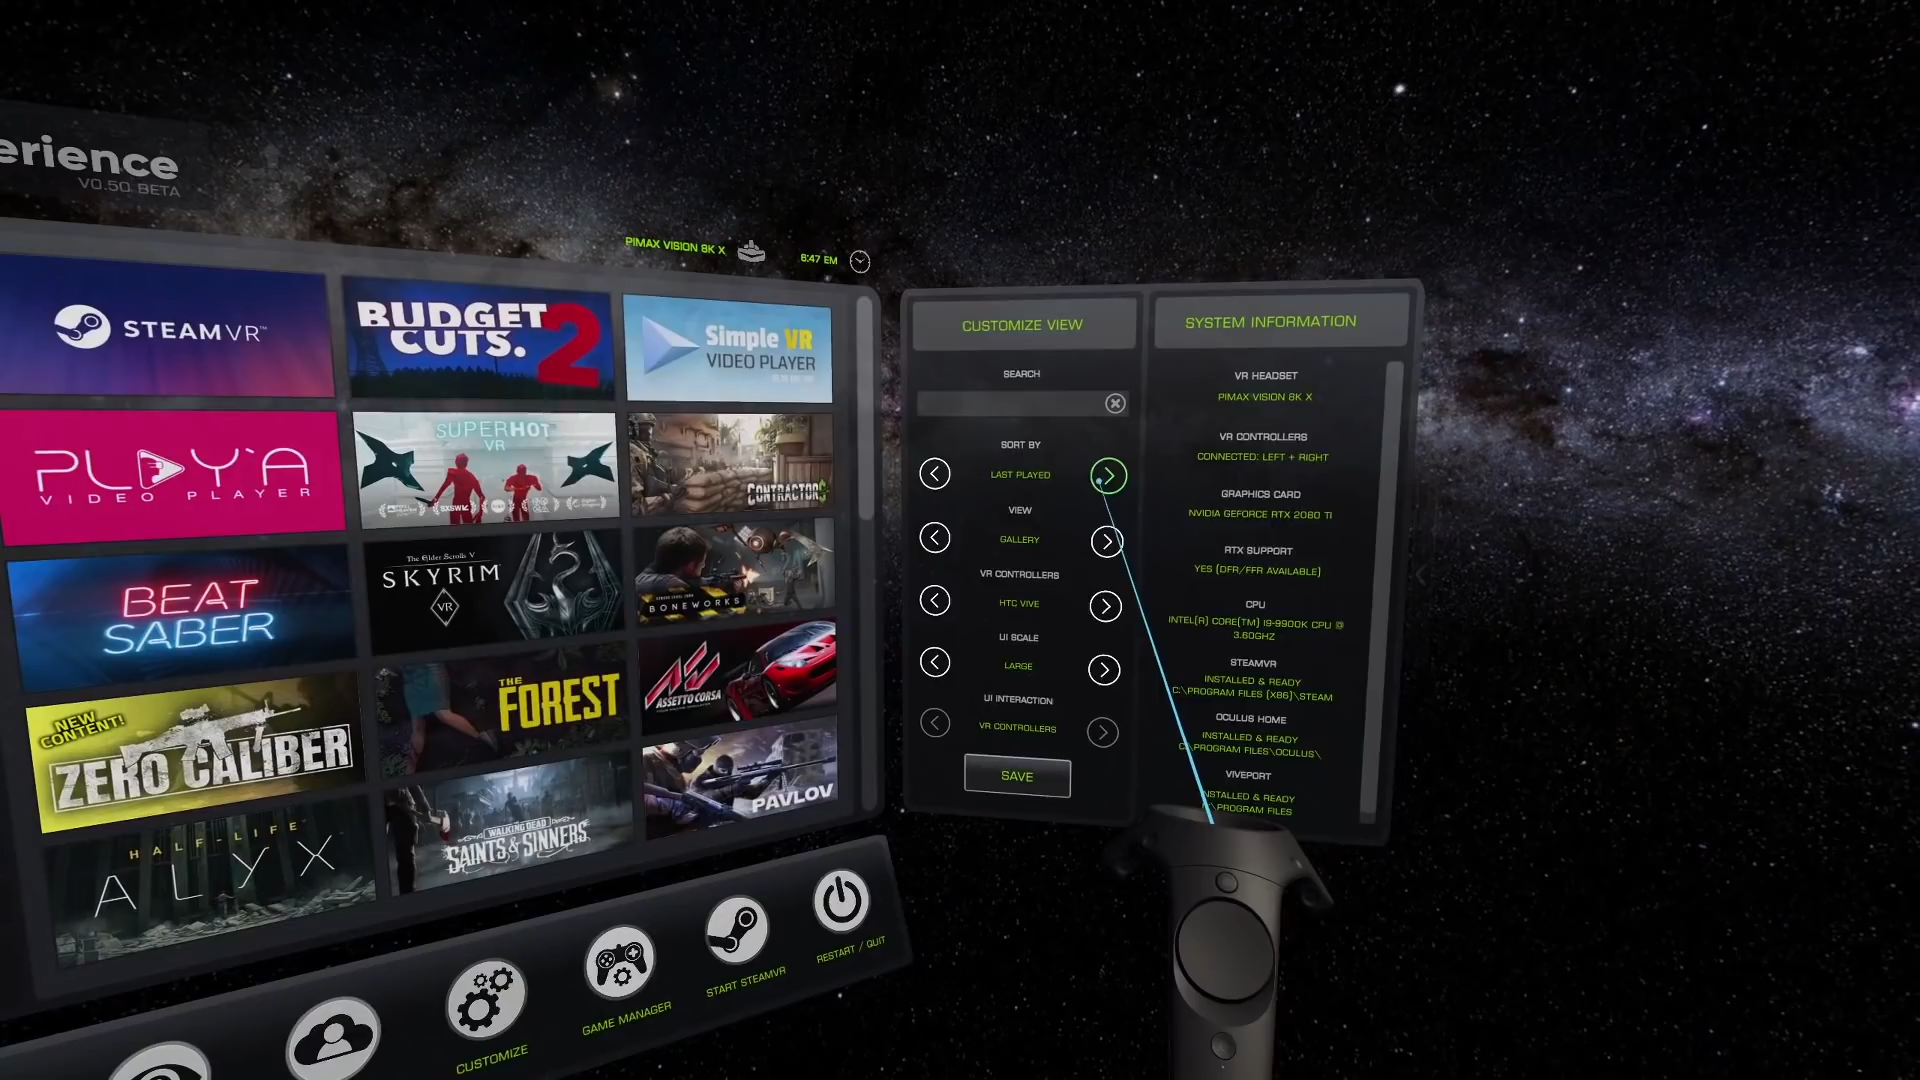 erience
V0.50 BETA
PIMAX VISION 8K X
6:47 EM
STEAMVR™
BUDGET
CUTS. 2
Simple VR
VIDEO PLAYER
PLAY'A
VIDEO PLAYER
SUPERHOT
VR
SXSW
CONTRACTORS
BEAT
SABER
The Elder Scrolls V
SKYRIM
VR
BONEWORKS
NEW
CONTENT!
ZERO CALIBER
THE
FOREST
ASSETTO CORSA
HALF-LIFE
ALYX
WALKING DEAD
SAINTS & SINNERS
PAVLOV
CUSTOMIZE
GAME MANAGER
START STEAMVR
RESTART / QUIT
CUSTOMIZE VIEW
SEARCH
SORT BY
LAST PLAYED
VIEW
GALLERY
VR CONTROLLERS
HTC VIVE
UI SCALE
LARGE
UI INTERACTION
VR CONTROLLERS
SAVE
SYSTEM INFORMATION
VR HEADSET
PIMAX VISION 8K X
VR CONTROLLERS
CONNECTED: LEFT + RIGHT
GRAPHICS CARD
NVIDIA GEFORCE RTX 2080 TI
RTX SUPPORT
YES (DFR/FFR AVAILABLE)
CPU
INTEL(R) CORE(TM) I9-9900K CPU @
3.60GHZ
STEAMVR
INSTALLED & READY
C:\PROGRAM FILES (X86)\STEAM
OCULUS HOME
INSTALLED & READY
C:\PROGRAM FILES\OCULUS\
VIVEPORT
INSTALLED & READY
C:\PROGRAM FILES